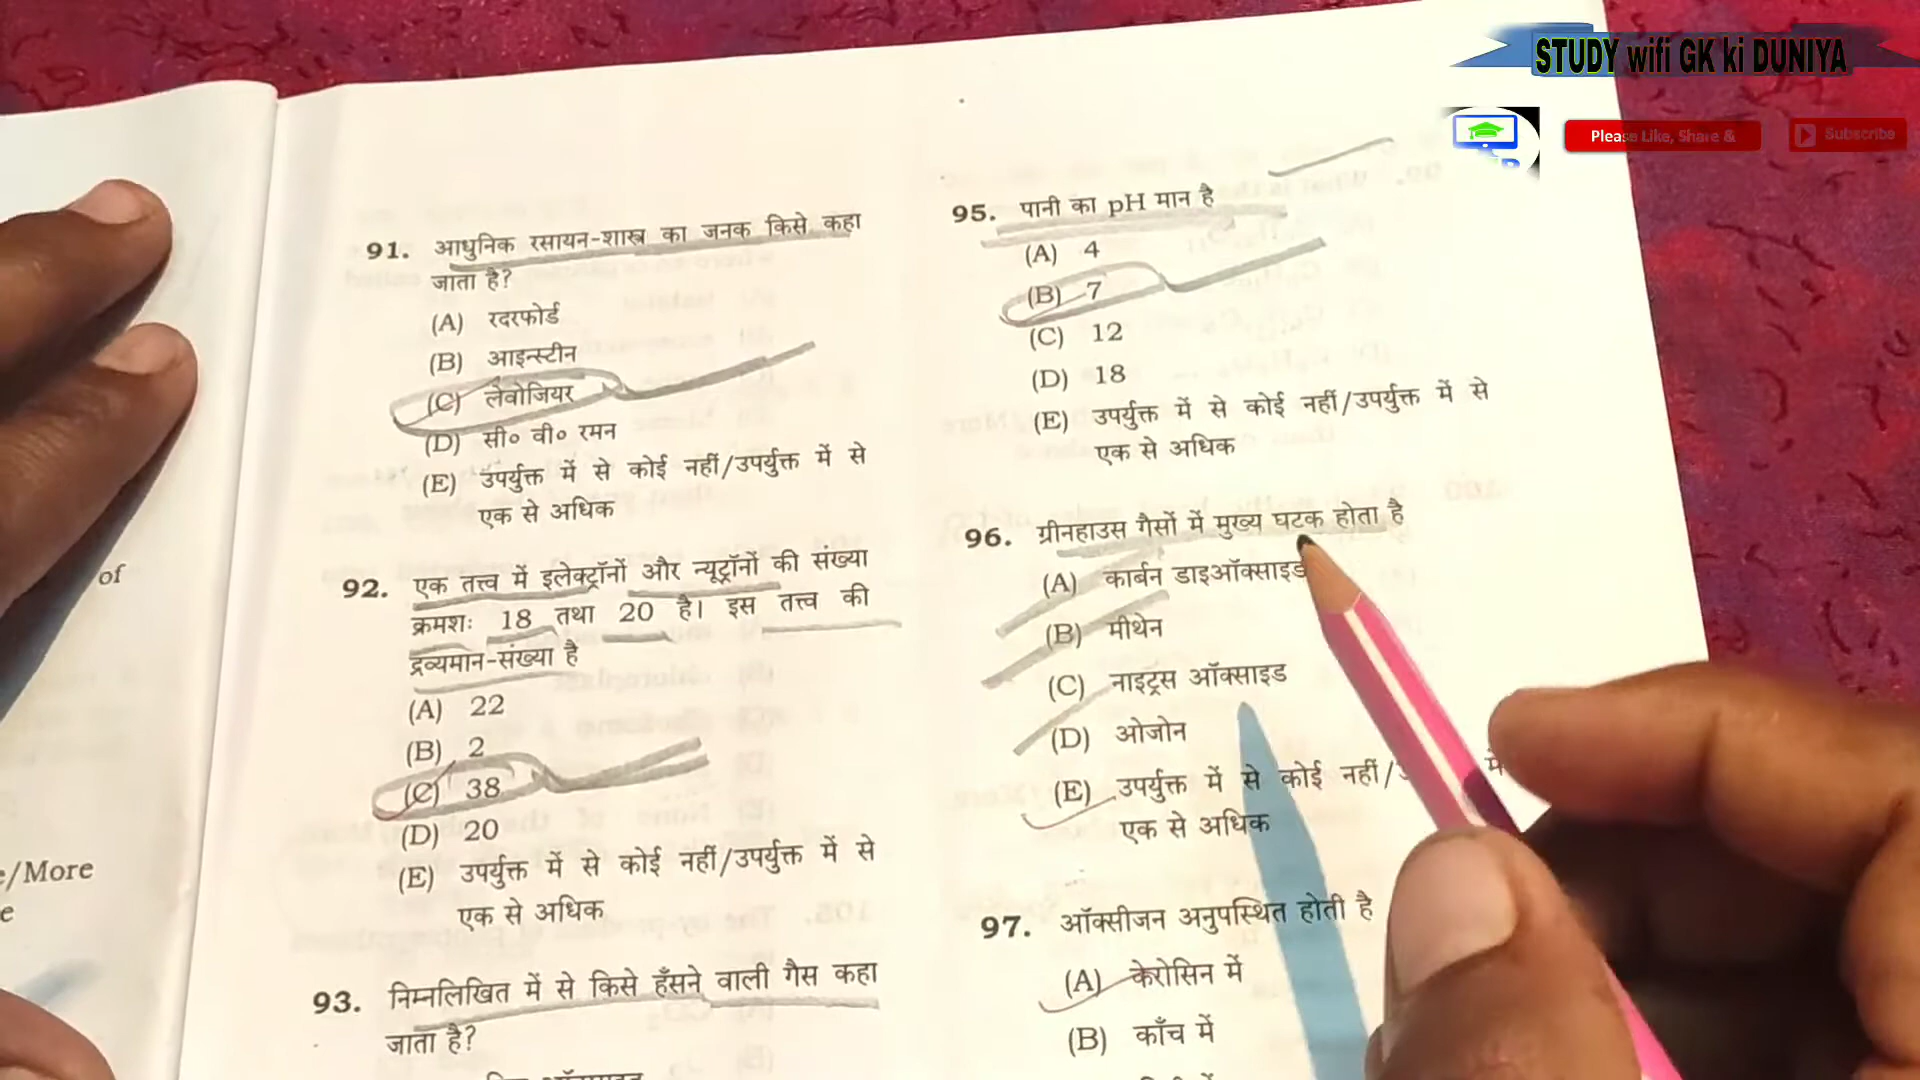 STUDY wifi GK ki DUNIYA
Please Like, Share &
Subscribe
of
/More
e
91. आधुनिक रसायन-शास्त्र का जनक किसे कहा
जाता है?
(A) रदरफोर्ड
(B) आइन्स्टीन
(C) लेवोजियर
(D) सी० वी० रमन
(E) उपर्युक्त में से कोई नहीं/उपर्युक्त में से
एक से अधिक
92. एक तत्त्व में इलेक्ट्रॉनों और न्यूट्रॉनों की संख्या
क्रमशः 18 तथा 20 है। इस तत्त्व की
द्रव्यमान-संख्या है
(A) 22
(B) 2
(C) 38
(D) 20
(E) उपर्युक्त में से कोई नहीं/उपर्युक्त में से
एक से अधिक
93. निम्नलिखित में से किसे हँसने वाली गैस कहा
जाता है?
95. पानी का pH मान है
(A) 4
(B) 7
(C) 12
(D) 18
(E) उपर्युक्त में से कोई नहीं/उपर्युक्त में से
एक से अधिक
96. ग्रीनहाउस गैसों में मुख्य घटक होता है
(A) कार्बन डाइऑक्साइड
(B) मीथेन
(C) नाइट्रस ऑक्साइड
(D) ओजोन
(E) उपर्युक्त में से कोई नहीं/ में
एक से अधिक
97. ऑक्सीजन अनुपस्थित होती है
(A) केरोसिन में
(B) काँच में